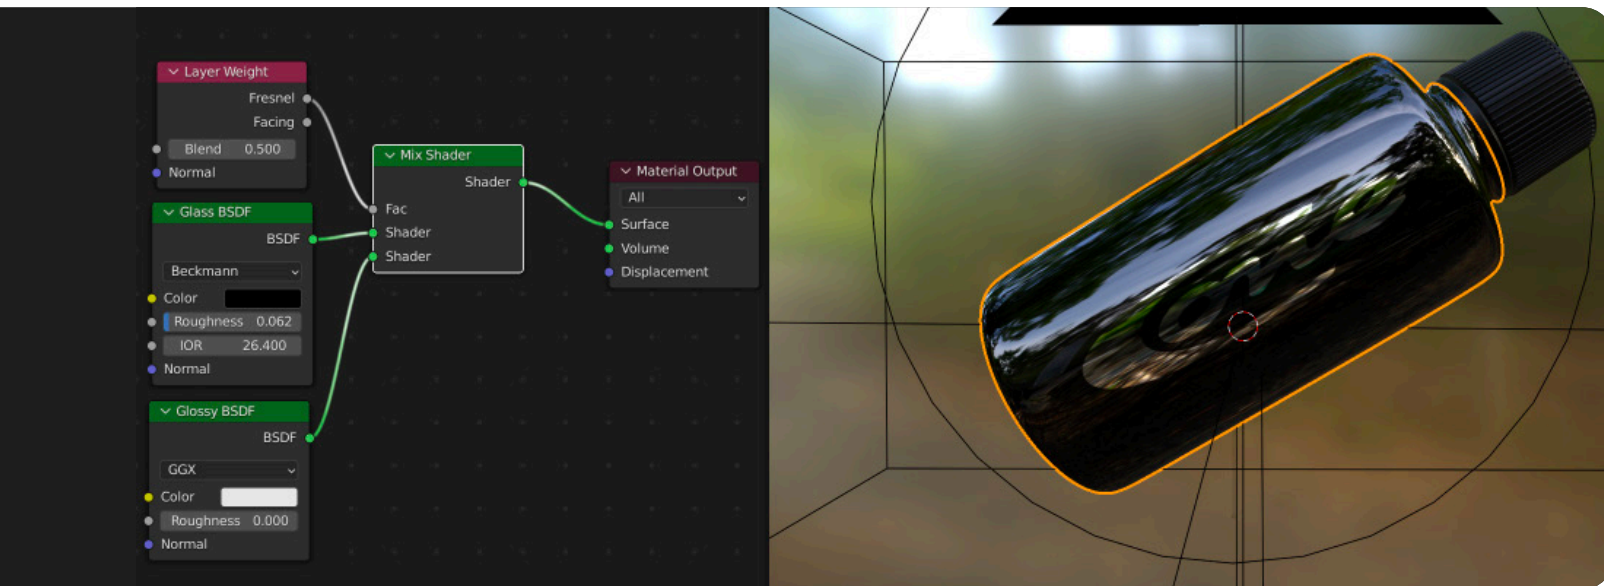 Layer Weight
Fresnel
Facing
Blend 0.500
Normal
Glass BSDF
BSDF
Beckmann
Color
Roughness 0.062
IOR 26.400
Normal
Glossy BSDF
BSDF
GGX
Color
Roughness 0.000
Normal
Mix Shader
Shader
Fac
Shader
Shader
Material Output
All
Surface
Volume
Displacement